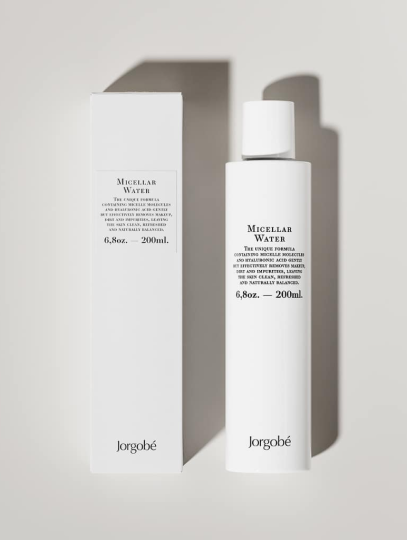 Micellar
Water
The unique formula
containing micelle molecules
and hyaluronic acid gently
but effectively removes makeup,
dirt and impurities, leaving
the skin clean, refreshed
and naturally balanced.
6,8oz. — 200ml.
Jorgobé
Micellar
Water
The unique formula
containing micelle molecules
and hyaluronic acid gently
but effectively removes makeup,
dirt and impurities, leaving
the skin clean, refreshed
and naturally balanced.
6,8oz. — 200ml.
Jorgobé